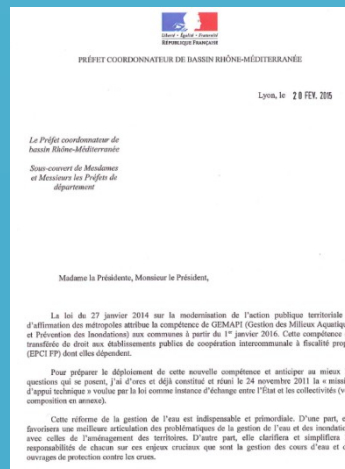 Liberté • Égalité • Fraternité
RÉPUBLIQUE FRANÇAISE
PRÉFET COORDONNATEUR DE BASSIN RHÔNE-MÉDITERRANÉE
Lyon, le 20 FEV. 2015
Le Préfet coordonnateur de
bassin Rhône-Méditerranée
Sous-couvert de Mesdames
et Messieurs les Préfets de
département
Madame la Présidente, Monsieur le Président,
La loi du 27 janvier 2014 sur la modernisation de l'action publique territoriale
d'affirmation des métropoles attribue la compétence de GEMAPI (Gestion des Milieux Aquatiq
et Prévention des Inondations) aux communes à partir du 1er janvier 2016. Cette compétence
transférée de droit aux établissements publics de coopération intercommunale à fiscalité prop
(EPCI FP) dont elles dépendent.
Pour préparer le déploiement de cette nouvelle compétence et anticiper au mieux
questions qui se posent, j'ai d'ores et déjà constitué et réuni le 24 novembre 2011 la « missi
d'appui technique » voulue par la loi comme instance d'échange entre l'État et les collectivités (v
composition en annexe).
Cette réforme de la gestion de l'eau est indispensable et primordiale. D'une part, e
favorisera une meilleure articulation des problématiques de la gestion de l'eau et des inondatio
avec celles de l'aménagement des territoires. D'autre part, elle clarifiera et simplifiera
responsabilités de chacun sur ces enjeux cruciaux que sont la gestion des cours d'eau et d
ouvrages de protection contre les crues.